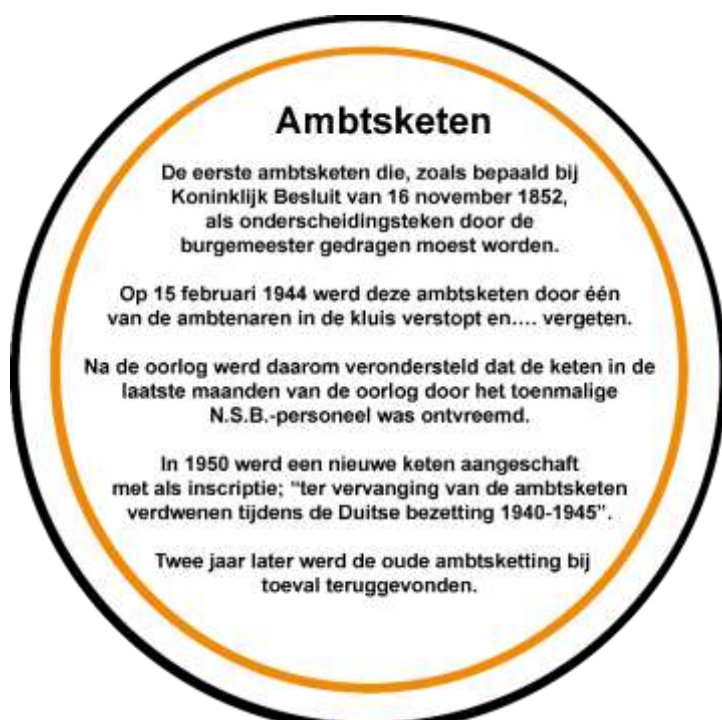 Ambtsketen
De eerste ambtsketen die, zoals bepaald bij
Koninklijk Besluit van 16 november 1852,
als onderscheidingsteken door de
burgemeester gedragen moest worden.
Op 15 februari 1944 werd deze ambtsketen door één
van de ambtenaren in de kluis verstopt en.... vergeten.
Na de oorlog werd daarom verondersteld dat de keten in de
laatste maanden van de oorlog door het toenmalige
N.S.B.-personeel was ontvreemd.
In 1950 werd een nieuwe keten aangeschaft
met als inscriptie; “ter vervanging van de ambtsketen
verdwenen tijdens de Duitse bezetting 1940-1945”.
Twee jaar later werd de oude ambtsketting bij
toeval teruggevonden.